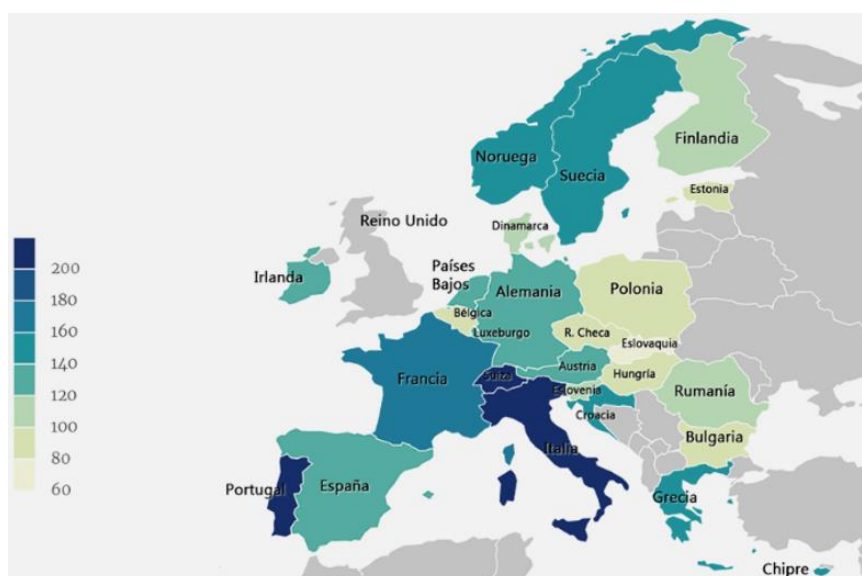 Noruega
Suecia
Finlandia
Estonia
Reino Unido
Dinamarca
Irlanda
Países
Bajos
Alemania
Polonia
Bélgica
Luxeburgo
R. Checa
Eslovaquia
Francia
Suiza
Austria
Hungría
Eslovenia
Rumanía
Croacia
Bulgaria
Italia
Portugal
España
Grecia
Chipre
200
180
160
140
120
100
80
60